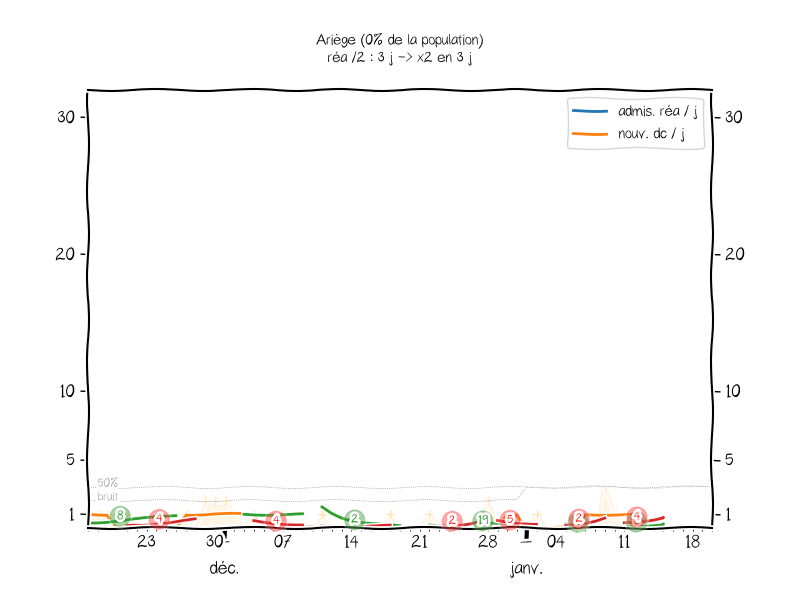 Ariège (0% de la population)
réa /2 : 3 j -> x2 en 3 j
admis. réa / j
nouv. dc / j
30 30
20 20
10 10
5 5
50%
bruit
1 1
8 4 4 2 2 19 5 2 4
23 30 07 14 21 28 04 11 18
déc. janv.